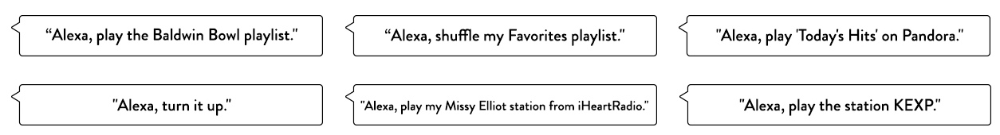 “Alexa, play the Baldwin Bowl playlist."
“Alexa, shuffle my Favorites playlist."
"Alexa, play 'Today's Hits' on Pandora."
"Alexa, turn it up."
"Alexa, play my Missy Elliot station from iHeartRadio."
"Alexa, play the station KEXP."